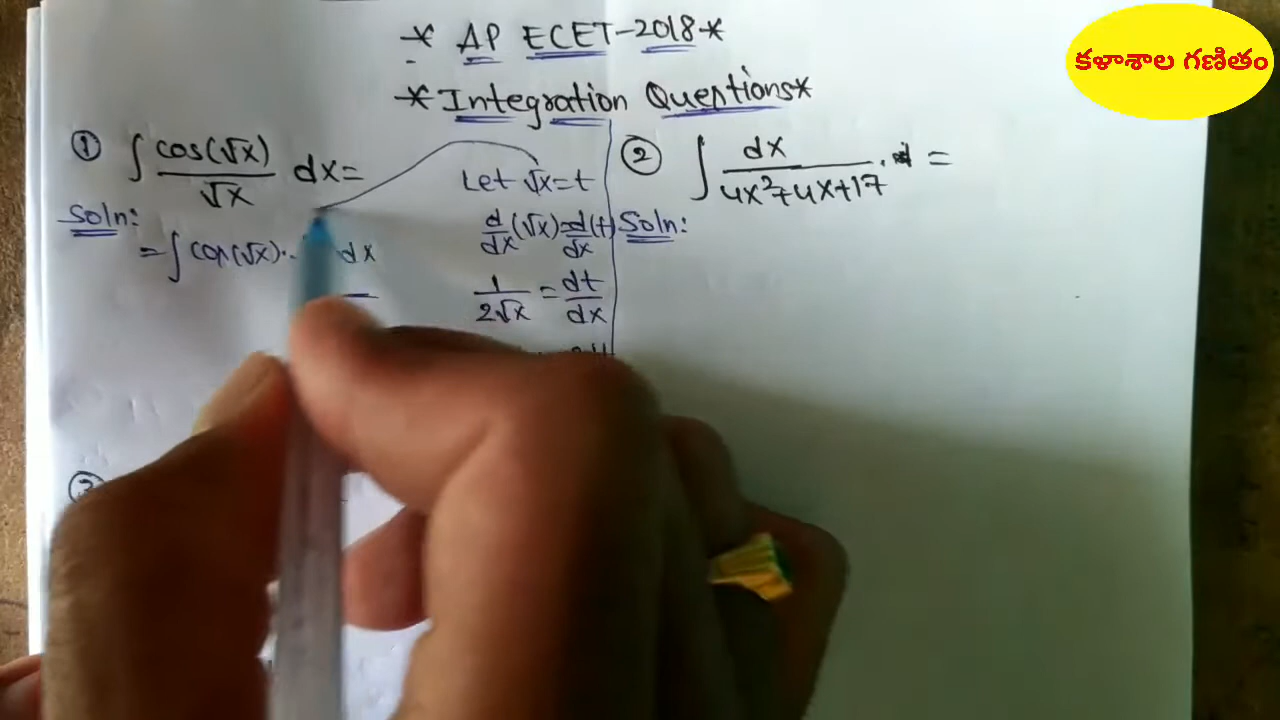 * AP ECET-2018*
కళాశాల గణితం
* Integration Questions*
① ∫ cos(√x)/√x dx=
Soln:
= ∫ cos(√x). dx
Let √x=t
d/dx (√x)=d/dx (t)
1/2√x = dt/dx
② ∫ dx/4x²+4x+17 . =
Soln:
③